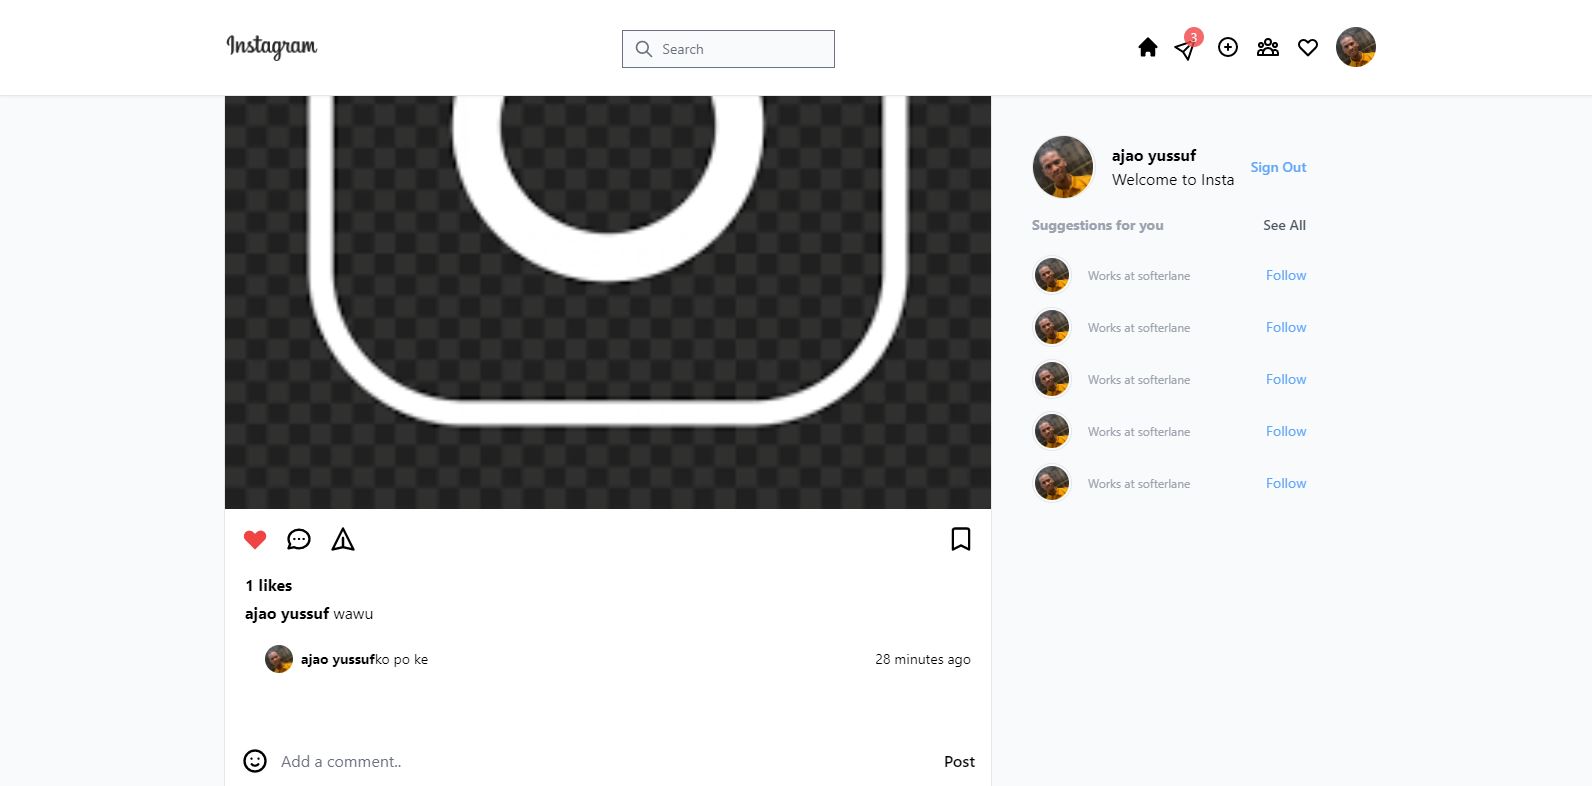 Instagram
Search
3
ajao yussuf
Welcome to Insta
Sign Out
Suggestions for you
See All
Works at softerlane
Follow
Works at softerlane
Follow
Works at softerlane
Follow
Works at softerlane
Follow
Works at softerlane
Follow
1 likes
ajao yussuf wawu
ajao yussufko po ke
28 minutes ago
Add a comment..
Post